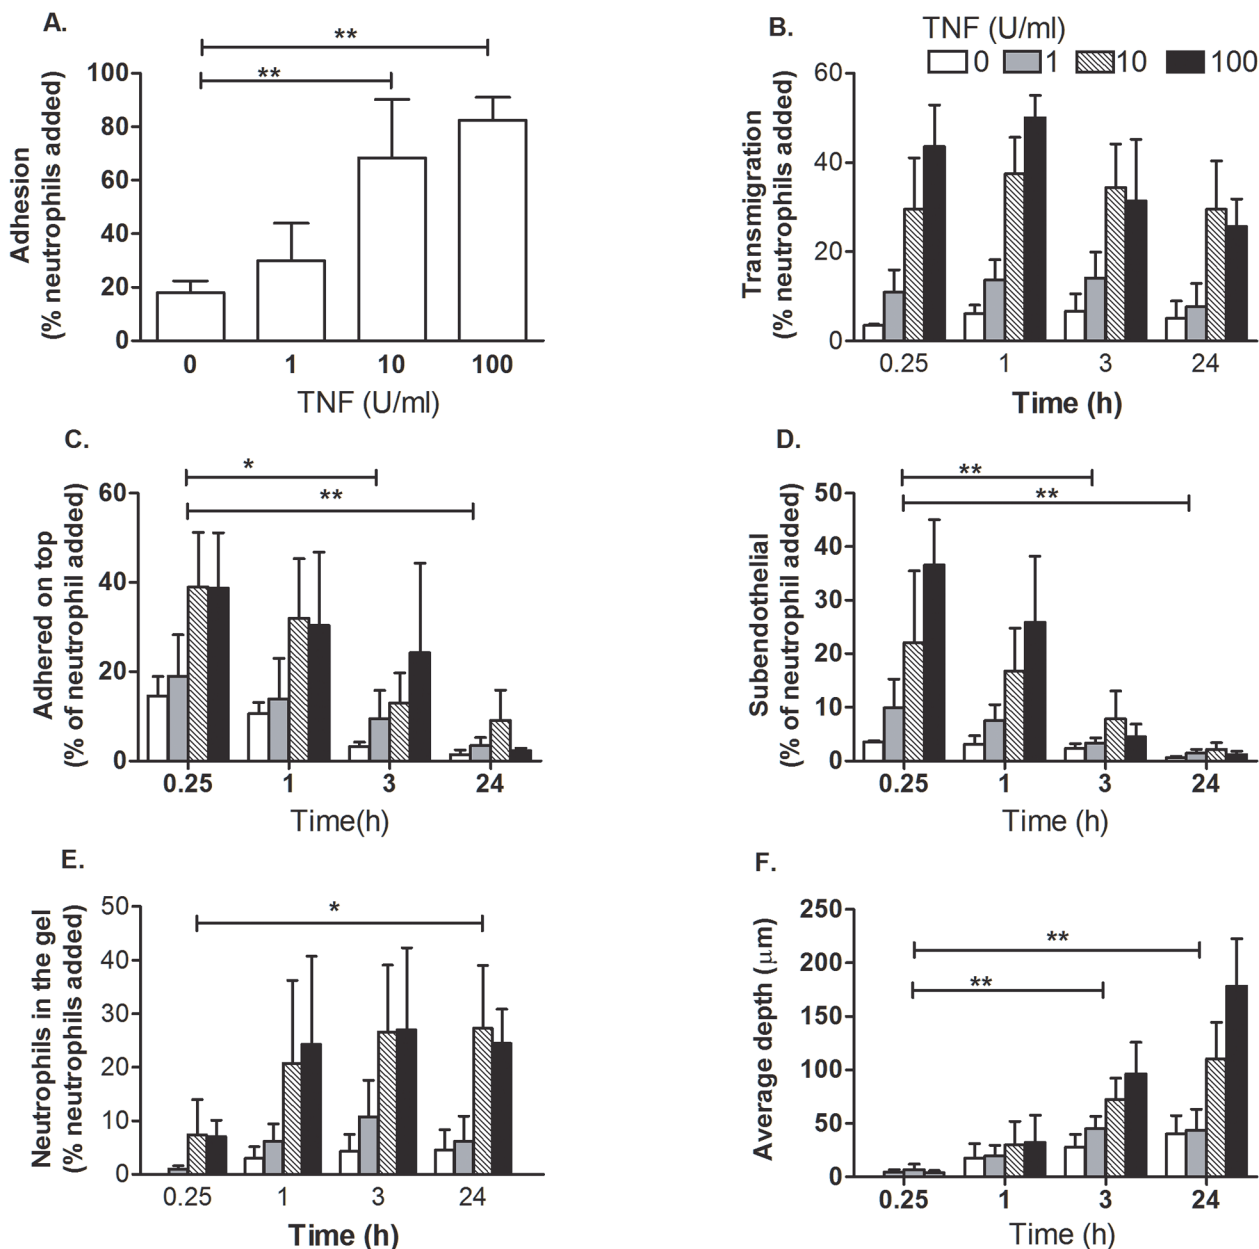 A.
**
**
100
80
60
40
20
0
Adhesion
(% neutrophils added)
0 1 10 100
TNF (U/ml)
B.
TNF (U/ml)
0 1 10 100
60
40
20
0
Transmigration
(% neutrophils added)
0.25 1 3 24
Time (h)
C.
*
**
60
40
20
0
Adhered on top
(% of neutrophil added)
0.25 1 3 24
Time(h)
D.
**
**
50
40
30
20
10
0
Subendothelial
(% of neutrophil added)
0.25 1 3 24
Time (h)
E.
*
50
40
30
20
10
0
Neutrophils in the gel
(% neutrophils added)
0.25 1 3 24
Time (h)
F.
**
**
250
200
150
100
50
0
Average depth (μm)
0.25 1 3 24
Time (h)